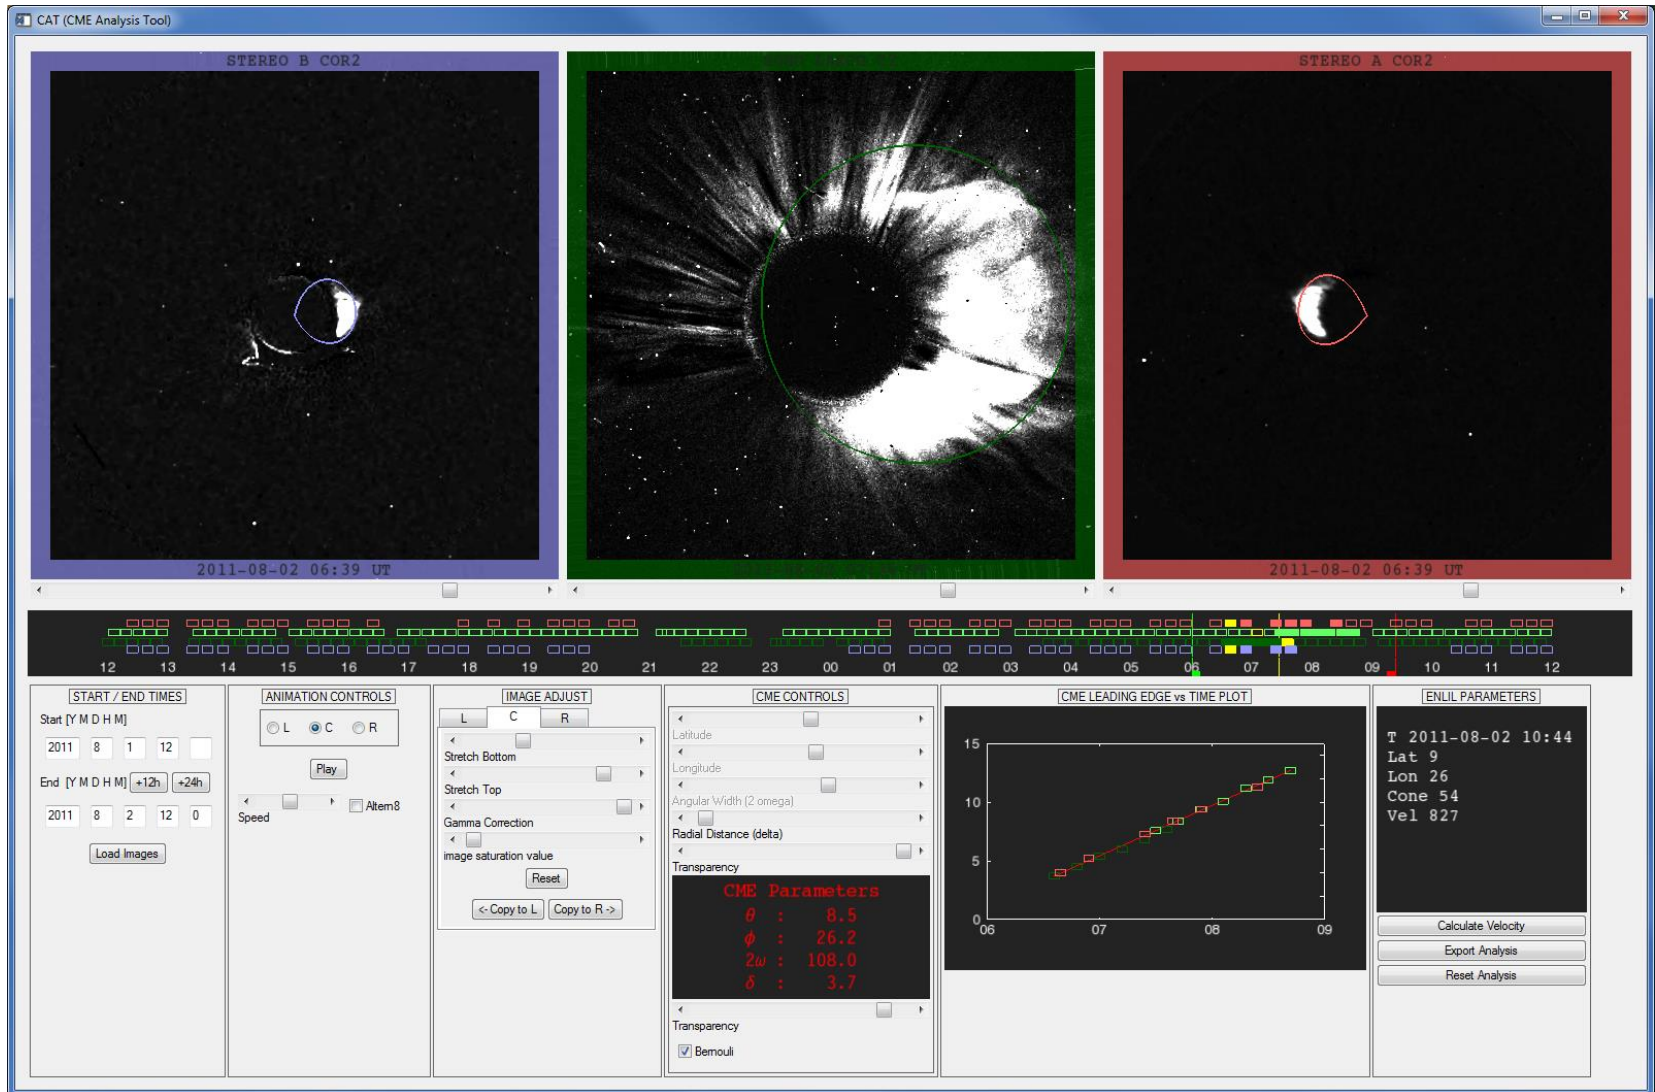 CAT (CME Analysis Tool)
STEREO B COR2
STEREO A COR2
2011-08-02 06:39 UT
2011-08-02 06:39 UT
12 13 14 15 16 17 18 19 20 21 22 23 00 01 02 03 04 05 06 07 08 09 10 11 12
START / END TIMES
Start [Y M D H M]
2011 8 1 12
End [Y M D H M] +12h +24h
2011 8 2 12 0
Load Images
ANIMATION CONTROLS
L C R
Play
Speed
Altern8
IMAGE ADJUST
L C R
Stretch Bottom
Stretch Top
Gamma Correction
image saturation value
Reset
<- Copy to L Copy to R ->
CME CONTROLS
Latitude
Longitude
Angular Width (2 omega)
Radial Distance (delta)
Transparency
CME Parameters
θ : 8.5
ϕ : 26.2
2ω : 108.0
δ : 3.7
Transparency
Bernouli
CME LEADING EDGE vs TIME PLOT
15
10
5
0
06 07 08 09
ENLIL PARAMETERS
T 2011-08-02 10:44
Lat 9
Lon 26
Cone 54
Vel 827
Calculate Velocity
Export Analysis
Reset Analysis